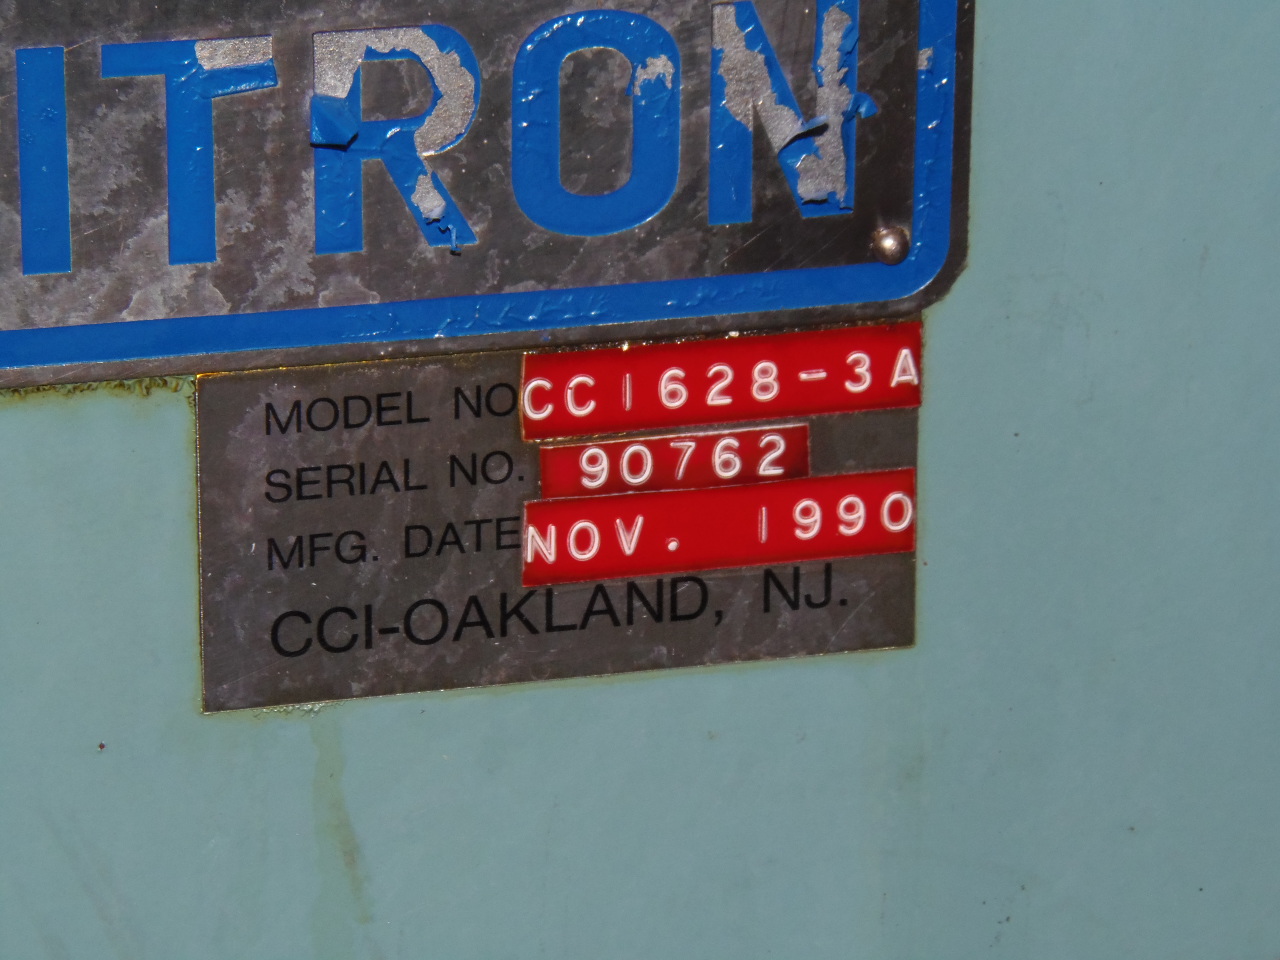 ITRON
MODEL NO CC1628-3A
SERIAL NO. 90762
MFG. DATE NOV. 1990
CCI-OAKLAND, NJ.